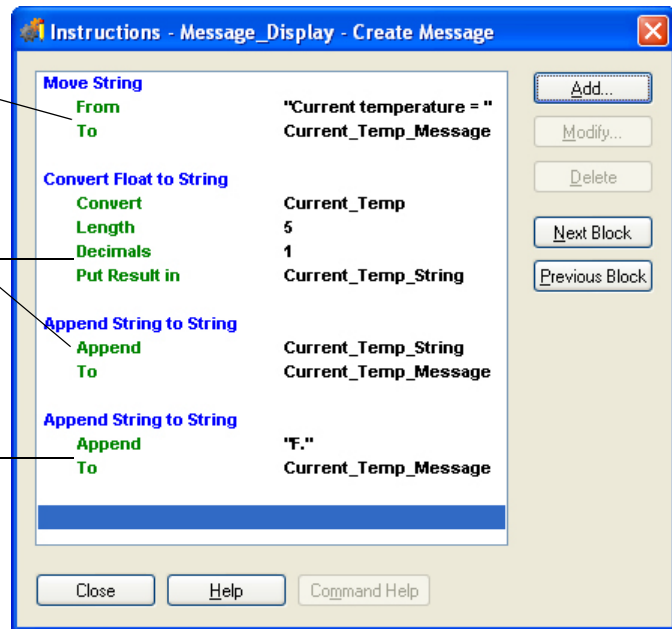 Instructions - Message_Display - Create Message
Move String
From "Current temperature = "
To Current_Temp_Message
Convert Float to String
Convert Current_Temp
Length 5
Decimals 1
Put Result in Current_Temp_String
Append String to String
Append Current_Temp_String
To Current_Temp_Message
Append String to String
Append "F."
To Current_Temp_Message
Add...
Modify...
Delete
Next Block
Previous Block
Close
Help
Command Help